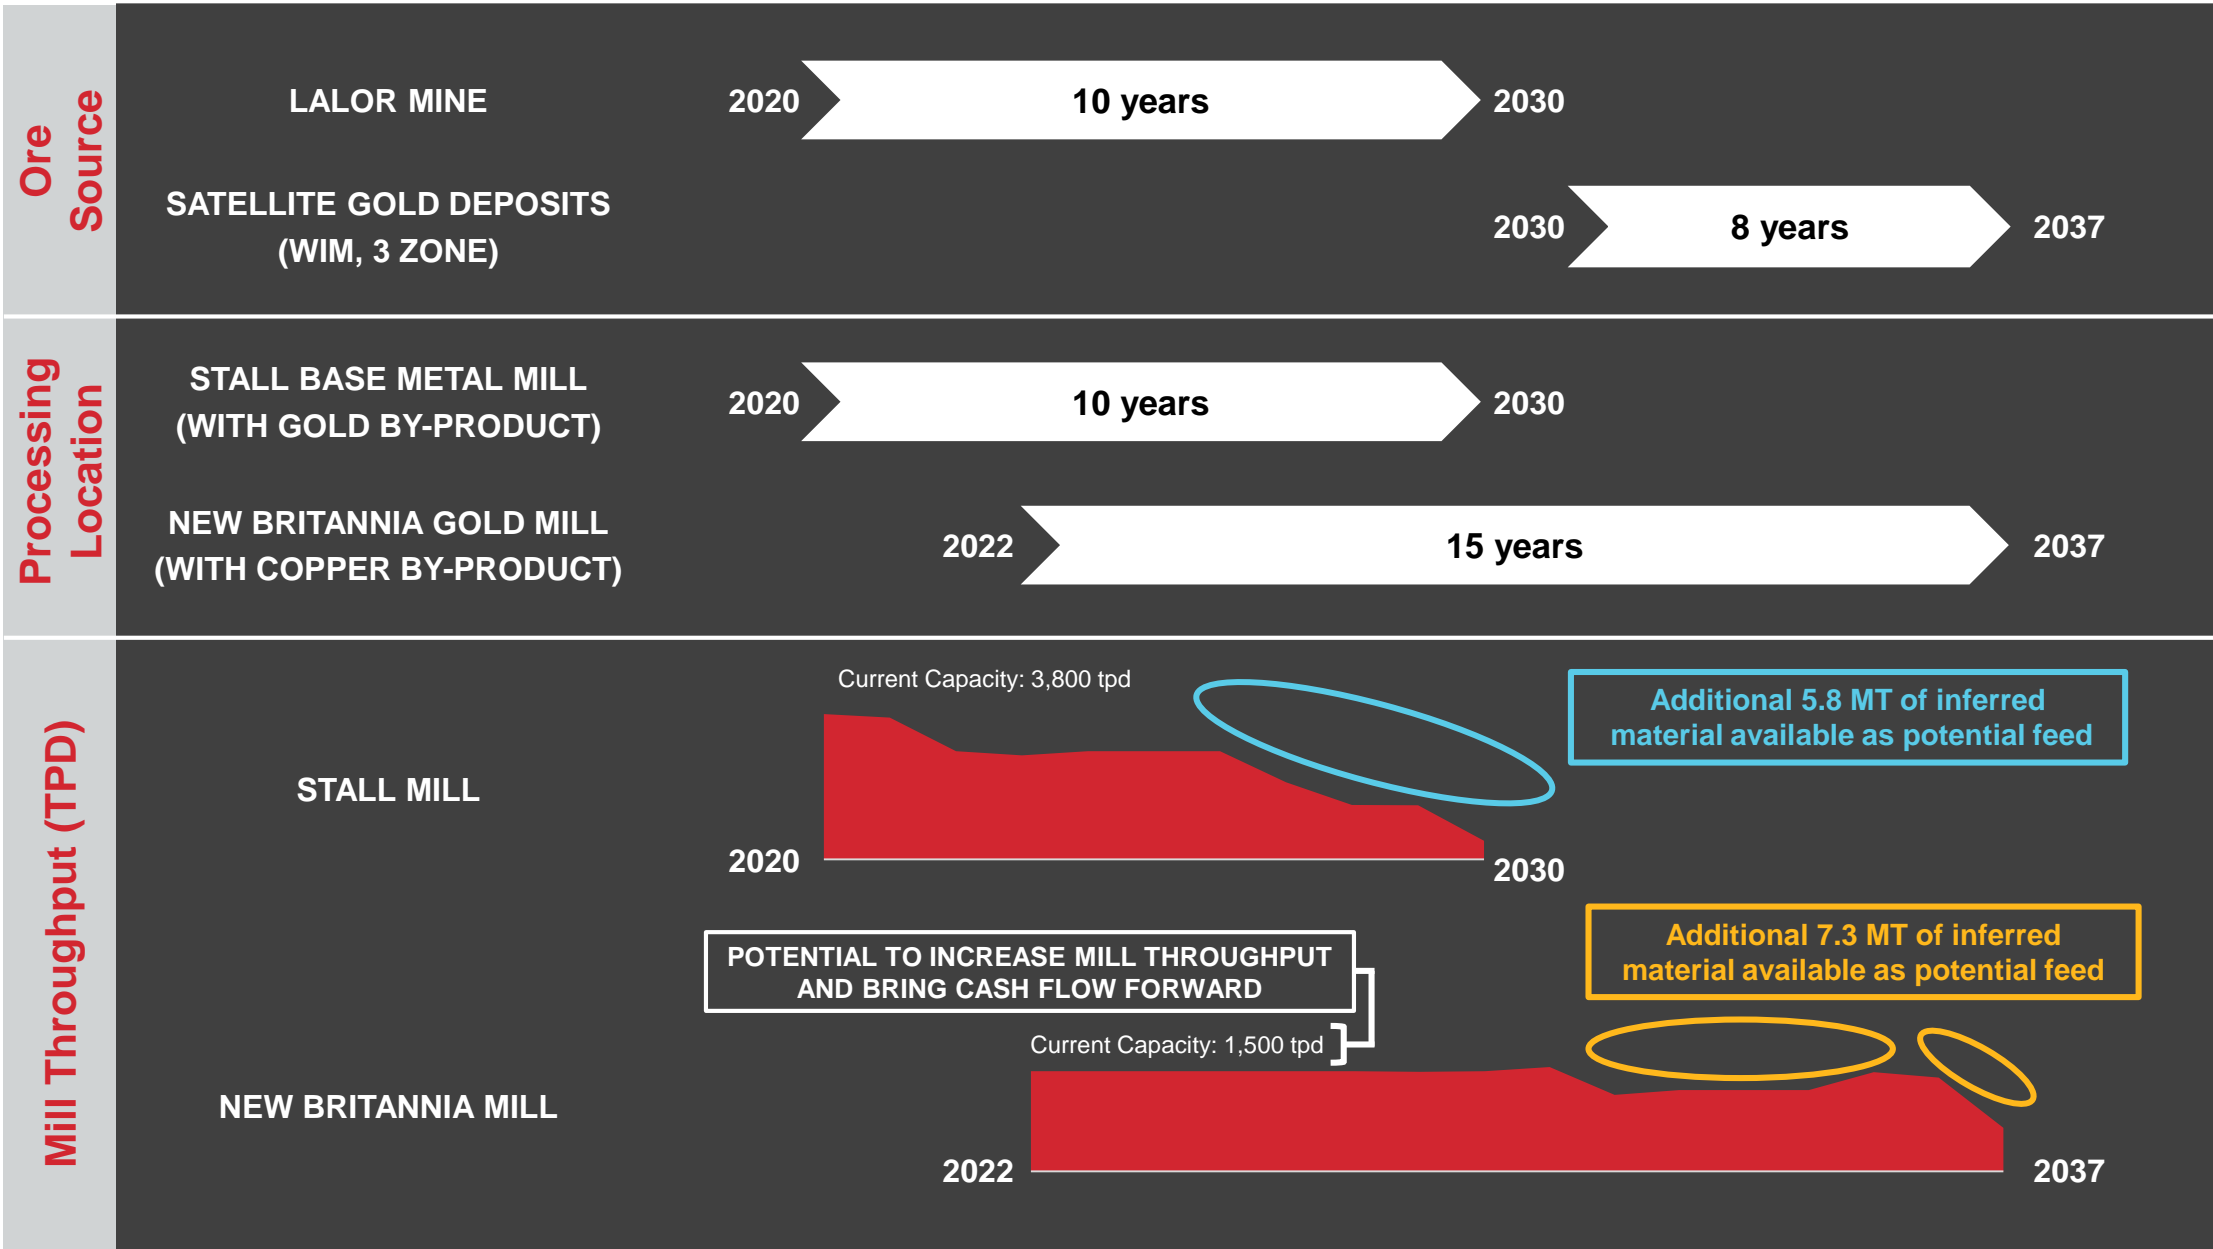 Ore
Source
LALOR MINE
2020
10 years
2030
SATELLITE GOLD DEPOSITS
(WIM, 3 ZONE)
2030
8 years
2037
Processing
Location
STALL BASE METAL MILL
(WITH GOLD BY-PRODUCT)
2020
10 years
2030
NEW BRITANNIA GOLD MILL
(WITH COPPER BY-PRODUCT)
2022
15 years
2037
Mill Throughput (TPD)
Current Capacity: 3,800 tpd
Additional 5.8 MT of inferred
material available as potential feed
STALL MILL
2020
2030
POTENTIAL TO INCREASE MILL THROUGHPUT
AND BRING CASH FLOW FORWARD
Additional 7.3 MT of inferred
material available as potential feed
Current Capacity: 1,500 tpd
NEW BRITANNIA MILL
2022
2037